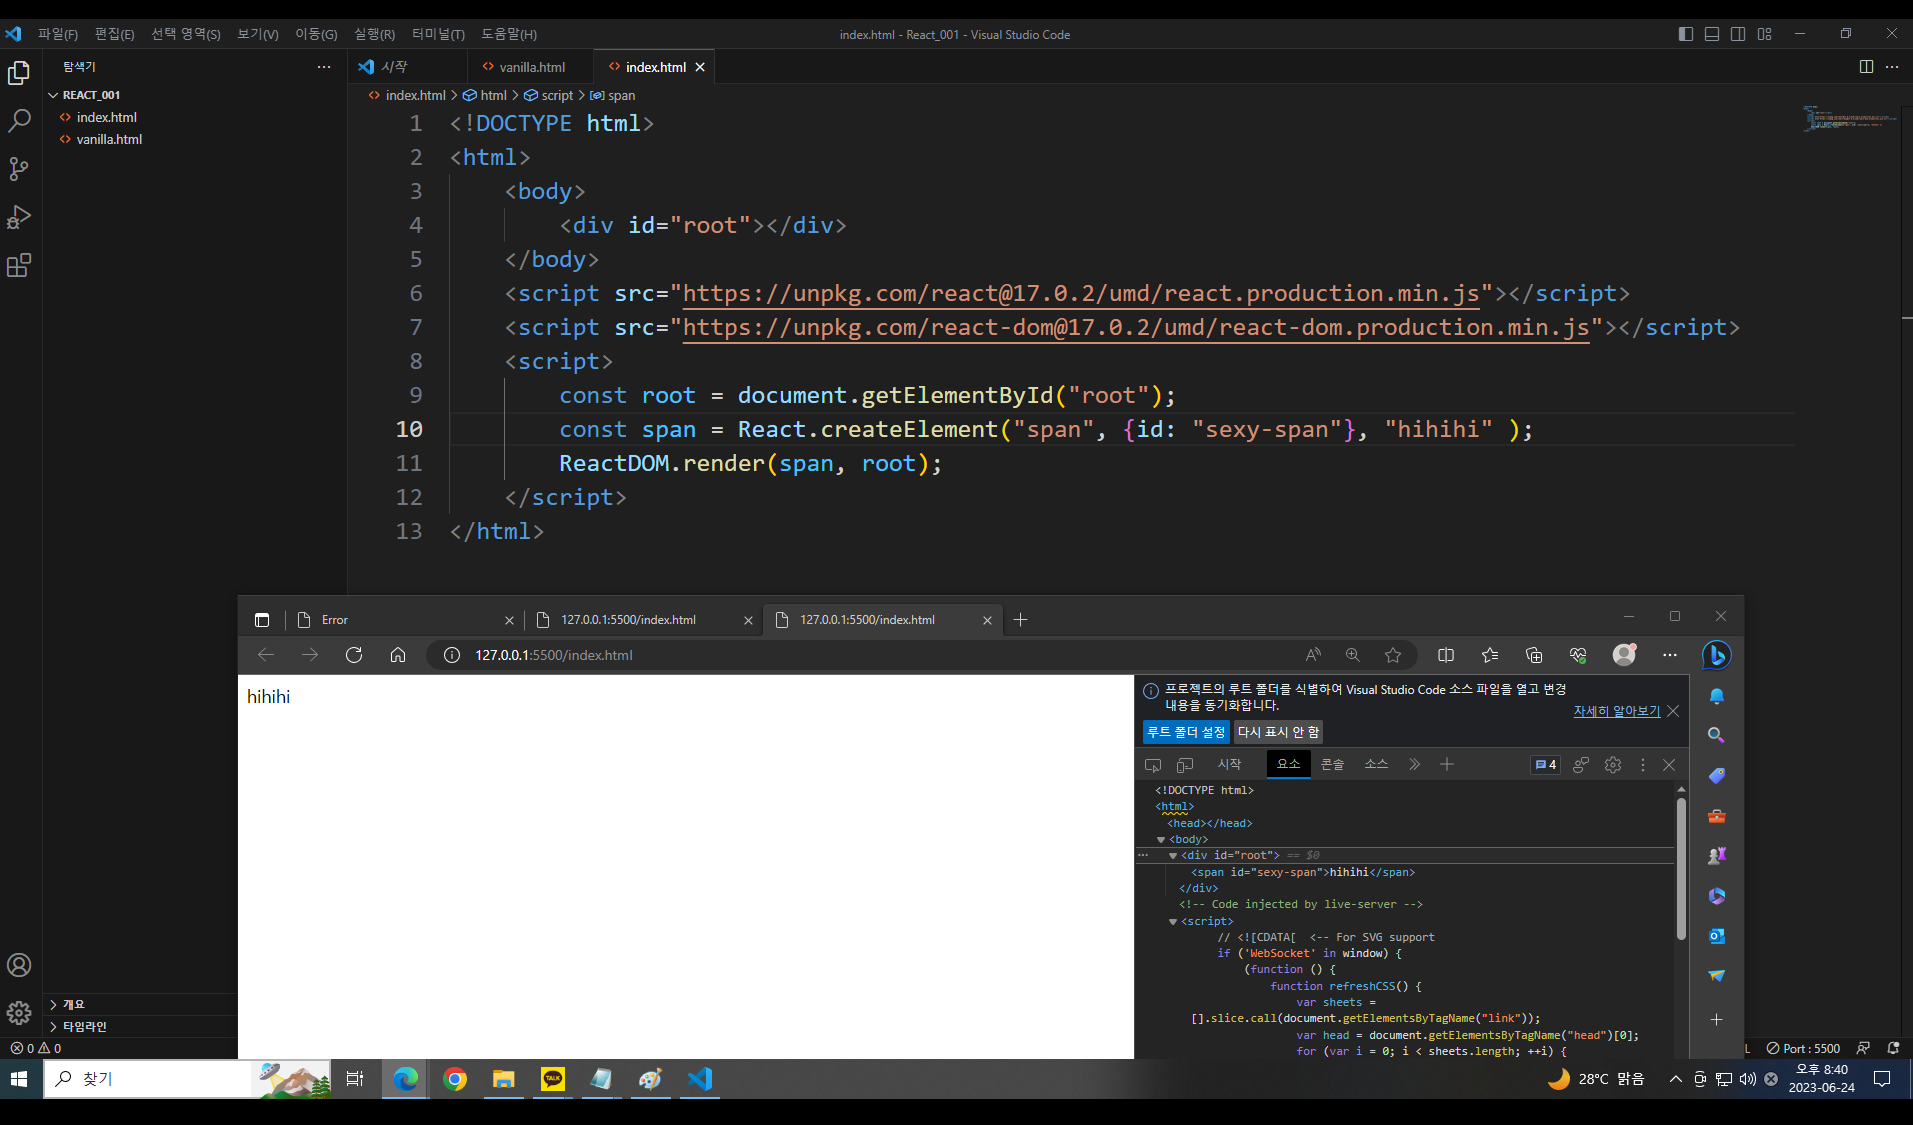 파일(F) 편집(E) 선택 영역(S) 보기(V) 이동(G) 실행(R) 터미널(T) 도움말(H)
index.html - React_001 - Visual Studio Code
탐색기
REACT_001
index.html
vanilla.html
개요
타임라인
시작
vanilla.html
index.html
index.html > html > script > span
1 <!DOCTYPE html>
2 <html>
3 <body>
4 <div id="root"></div>
5 </body>
6 <script src="https://unpkg.com/react@17.0.2/umd/react.production.min.js"></script>
7 <script src="https://unpkg.com/react-dom@17.0.2/umd/react-dom.production.min.js"></script>
8 <script>
9 const root = document.getElementById("root");
10 const span = React.createElement("span", {id: "sexy-span"}, "hihihi" );
11 ReactDOM.render(span, root);
12 </script>
13 </html>
Error
127.0.0.1:5500/index.html
127.0.0.1:5500/index.html
127.0.0.1:5500/index.html
hihihi
프로젝트의 루트 폴더를 식별하여 Visual Studio Code 소스 파일을 열고 변경
내용을 동기화합니다.
자세히 알아보기
루트 폴더 설정 다시 표시 안 함
시작 요소 콘솔 소스 4
<!DOCTYPE html>
<html>
<head></head>
<body>
<div id="root"> == $0
<span id="sexy-span">hihihi</span>
</div>
<!-- Code injected by live-server -->
<script>
// <![CDATA[ <-- For SVG support
if ('WebSocket' in window) {
(function () {
function refreshCSS() {
var sheets =
[].slice.call(document.getElementsByTagName("link"));
var head = document.getElementsByTagName("head")[0];
for (var i = 0; i < sheets.length; ++i) {
0 0
L Port : 5500
찾기
TALK
28°C 맑음
오후 8:40
2023-06-24